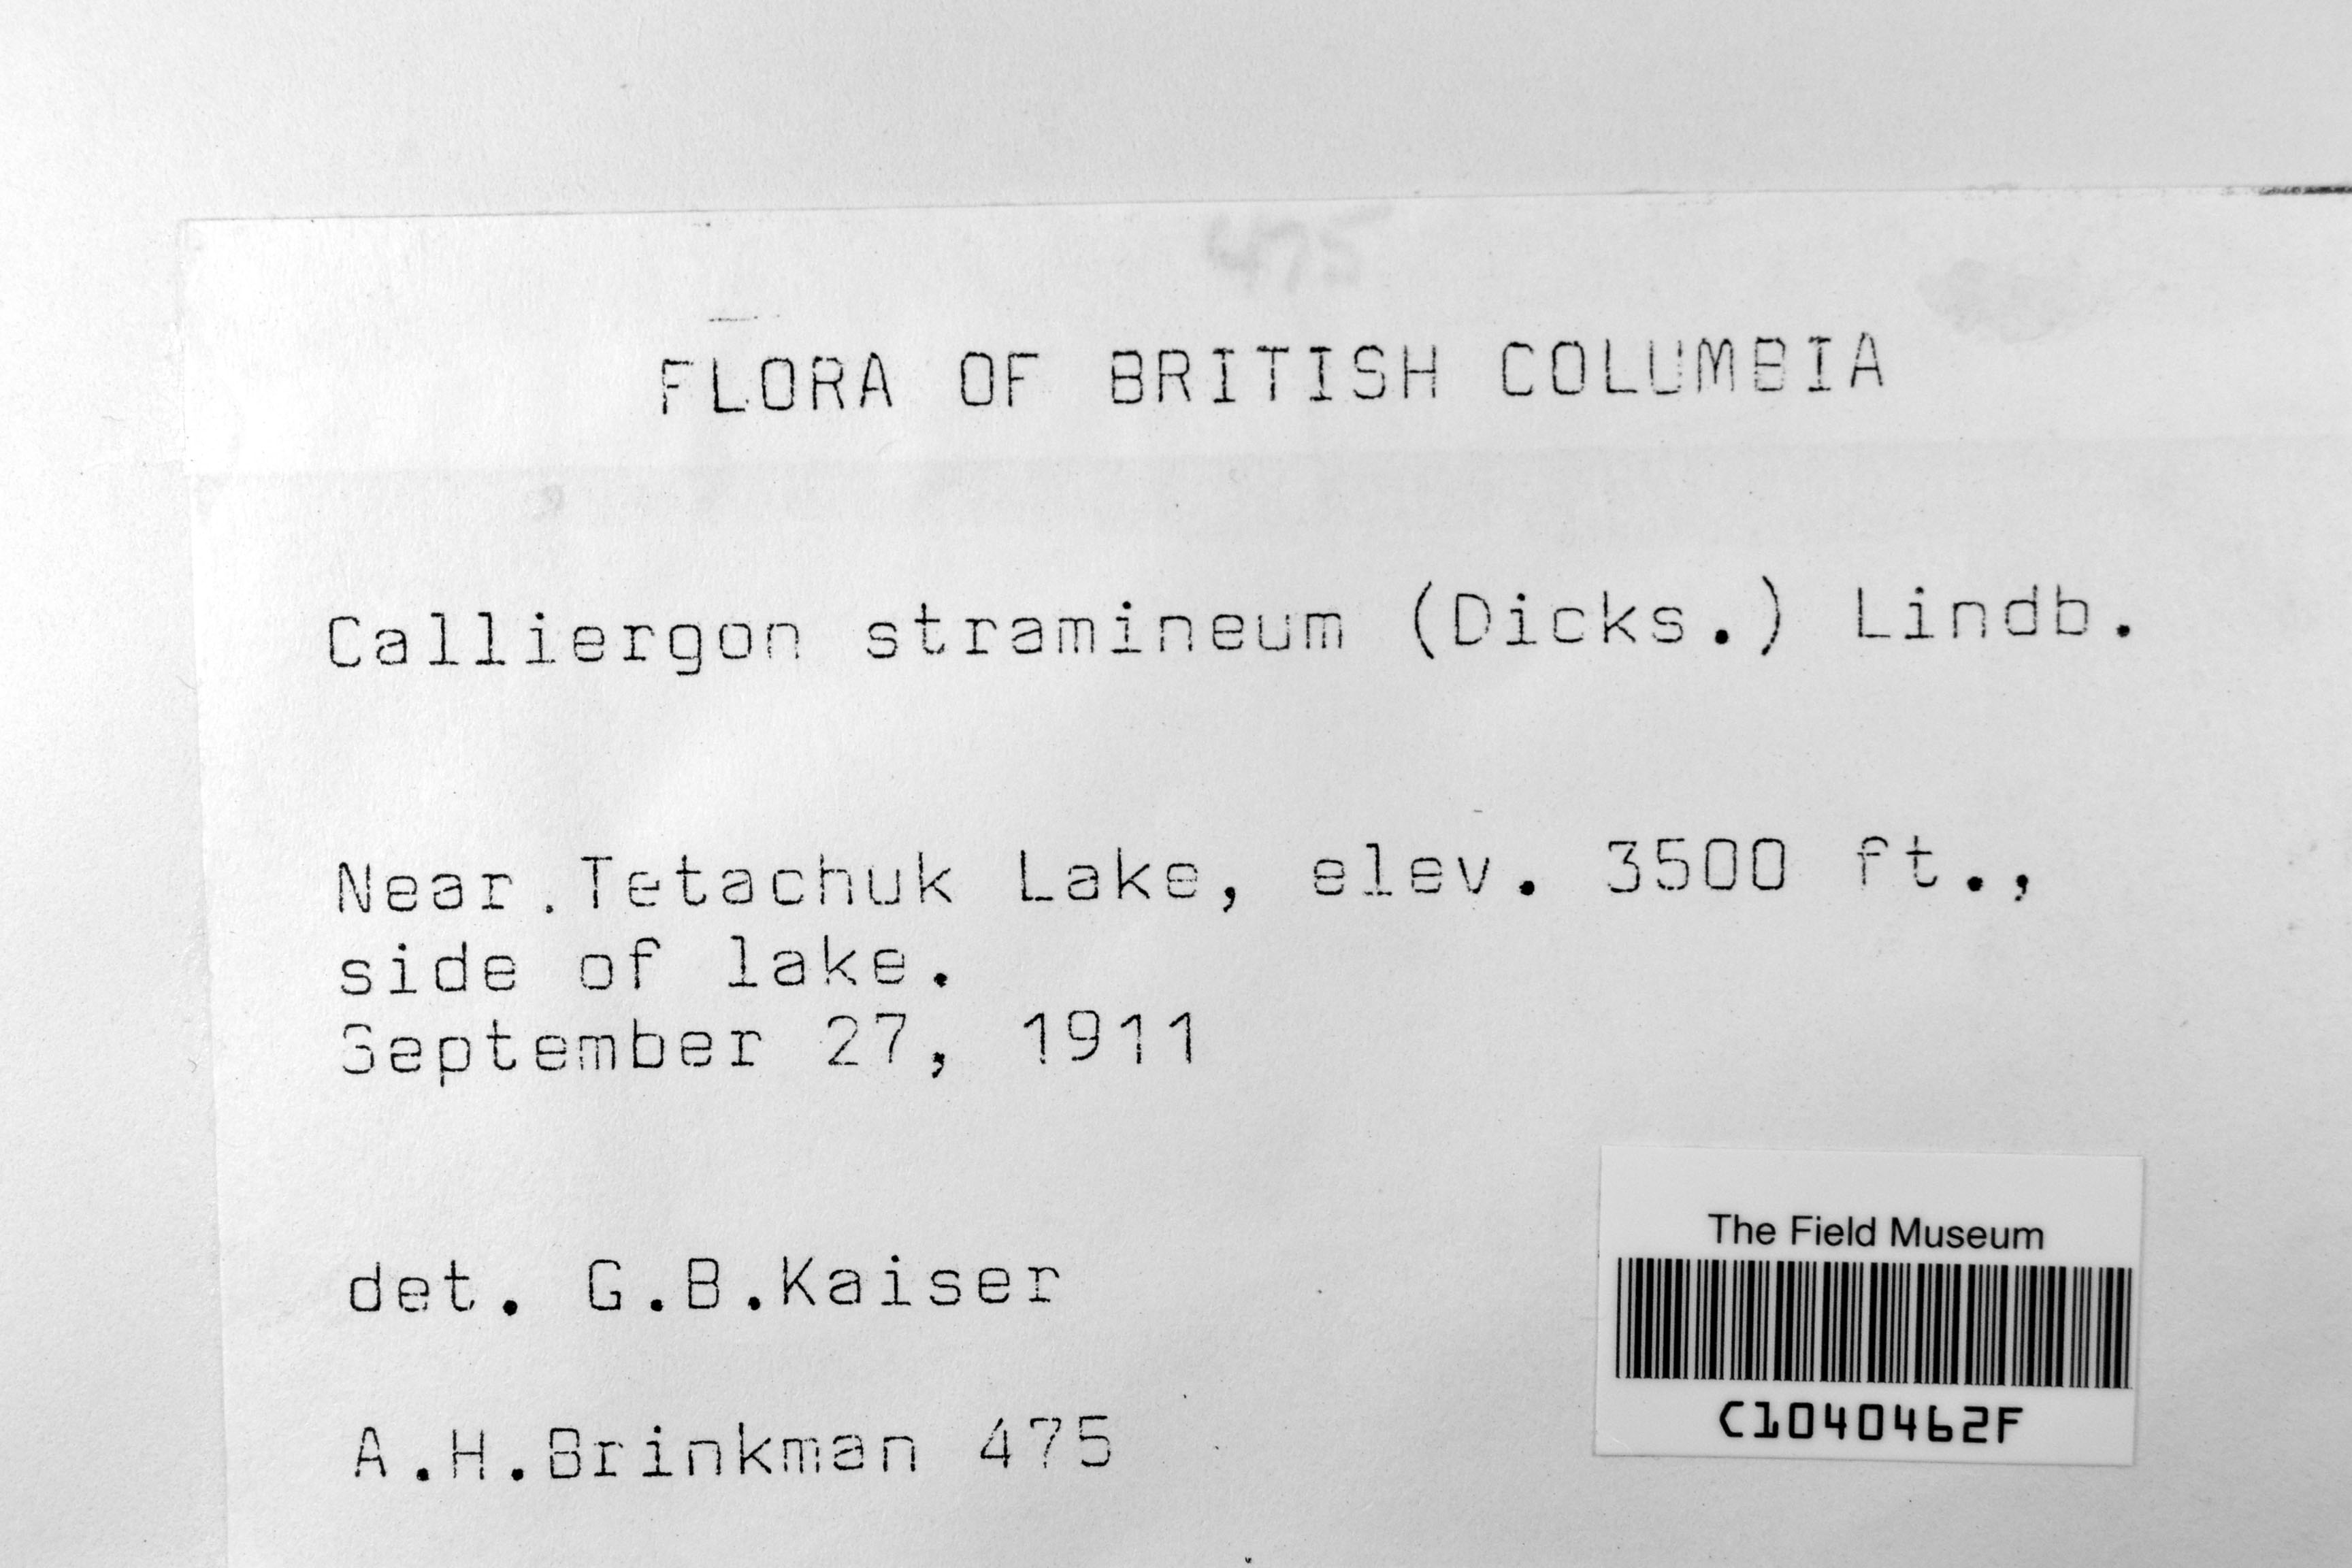 475
FLORA OF BRITISH COLUMBIA
Calliergon stramineum (Dicks.) Lindb.
Near.Tetachuk Lake, elev. 3500 ft.,
side of lake.
September 27, 1911
det. G.B.Kaiser
A.H.Brinkman 475
The Field Museum
C1040462F